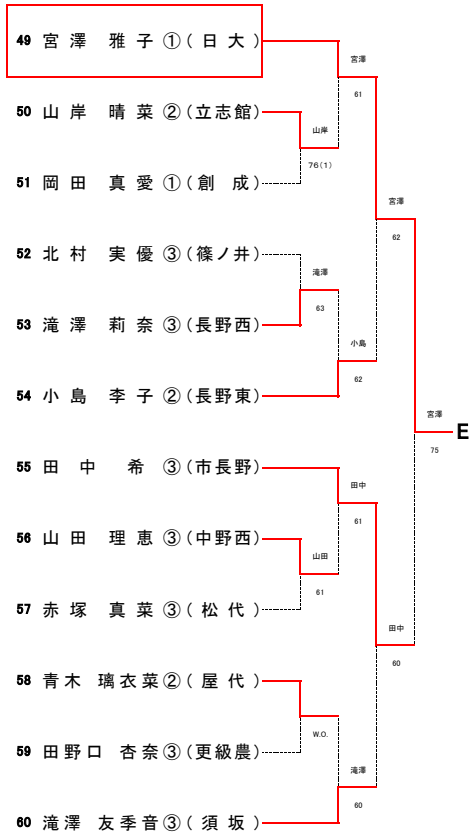 49 宮澤 雅子 ①(日大)
宮澤
61
50 山岸 晴菜 ②(立志館)
山岸
76(1)
51 岡田 真愛 ①(創成)
宮澤
62
52 北村 実優 ③(篠ノ井)
滝澤
63
53 滝澤 莉奈 ③(長野西)
小島
62
54 小島 李子 ②(長野東)
宮澤
E
75
55 田中 希 ③(市長野)
田中
61
56 山田 理恵 ③(中野西)
山田
61
57 赤塚 真菜 ③(松代)
田中
60
58 青木 璃衣菜 ②(屋代)
W.O.
59 田野口 杏奈 ③(更級農)
滝澤
60
60 滝澤 友季音 ③(須坂)